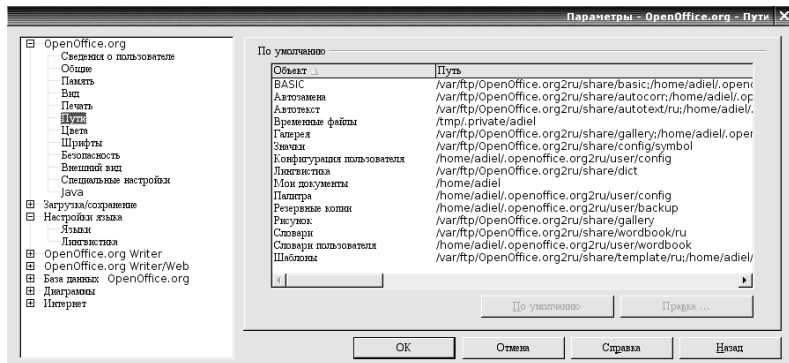 Параметры - OpenOffice.org - Пути
OpenOffice.org
Сведения о пользователе
Общие
Память
Вид
Печать
Пути
Цвета
Шрифты
Безопасность
Внешний вид
Специальные настройки
Java
Загрузка/сохранение
Настройки языка
Языки
Лингвистика
OpenOffice.org Writer
OpenOffice.org Writer/Web
База данных OpenOffice.org
Диаграммы
Интернет
По умолчанию
Объект Путь
BASIC /var/ftp/OpenOffice.org2ru/share/basic;/home/adiel/.openo
Автозамена /var/ftp/OpenOffice.org2ru/share/autocorr;/home/adiel/.op
Автотекст /var/ftp/OpenOffice.org2ru/share/autotext/ru;/home/adiel/.
Временные файлы /tmp/.private/adiel
Галерея /var/ftp/OpenOffice.org2ru/share/gallery;/home/adiel/.oper
Значки /var/ftp/OpenOffice.org2ru/share/config/symbol
Конфигурация пользователя /home/adiel/.openoffice.org2ru/user/config
Лингвистика /var/ftp/OpenOffice.org2ru/share/dict
Мои документы /home/adiel
Палитра /home/adiel/.openoffice.org2ru/user/config
Резервные копии /home/adiel/.openoffice.org2ru/user/backup
Рисунок /var/ftp/OpenOffice.org2ru/share/gallery
Словари /var/ftp/OpenOffice.org2ru/share/wordbook/ru
Словари пользователя /home/adiel/.openoffice.org2ru/user/wordbook
Шаблоны /var/ftp/OpenOffice.org2ru/share/template/ru;/home/adiel/
По умолчанию Правка ...
OK Отмена Справка Назад